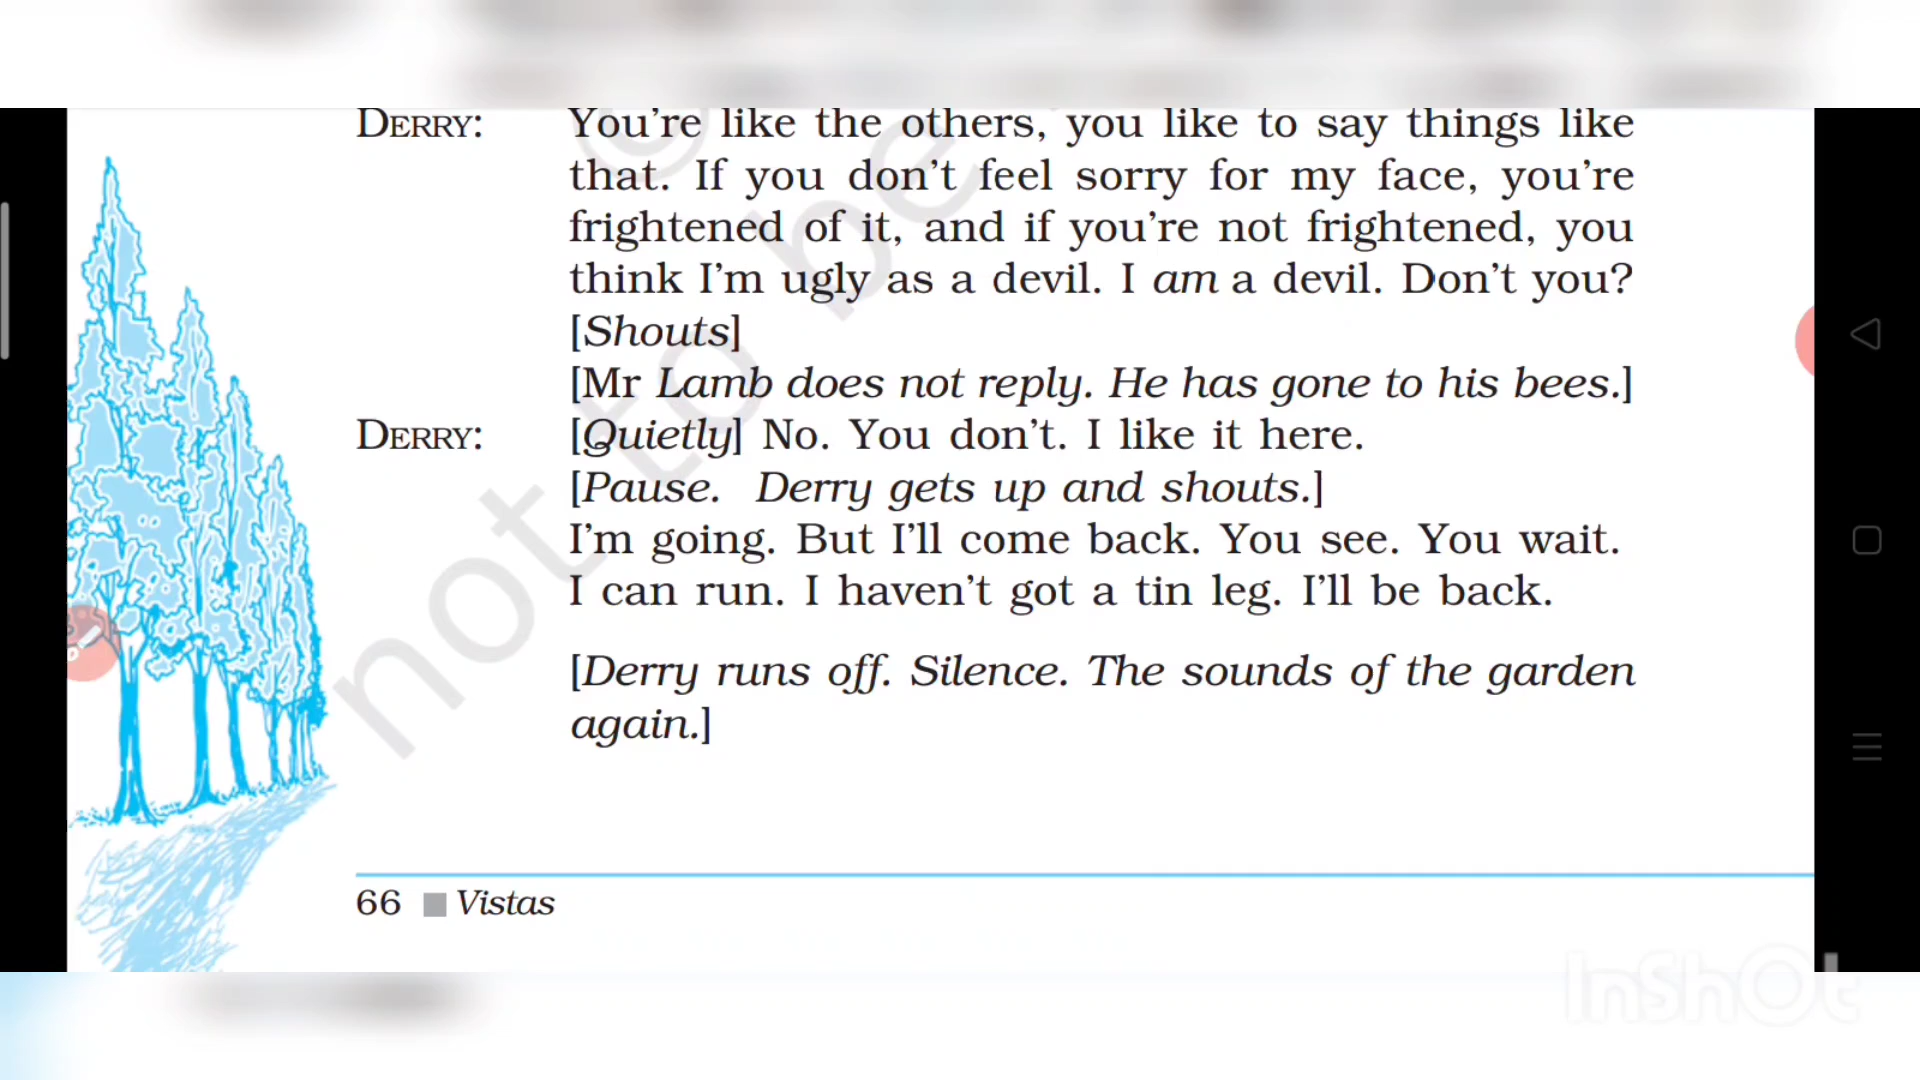 DERRY: You're like the others, you like to say things like
that. If you don't feel sorry for my face, you're
frightened of it, and if you're not frightened, you
think I'm ugly as a devil. I am a devil. Don't you?
[Shouts]
[Mr Lamb does not reply. He has gone to his bees.]
DERRY: [Quietly] No. You don't. I like it here.
[Pause. Derry gets up and shouts.]
I'm going. But I'll come back. You see. You wait.
I can run. I haven't got a tin leg. I'll be back.
[Derry runs off. Silence. The sounds of the garden
again.]
66 Vistas
not to be
InShOt